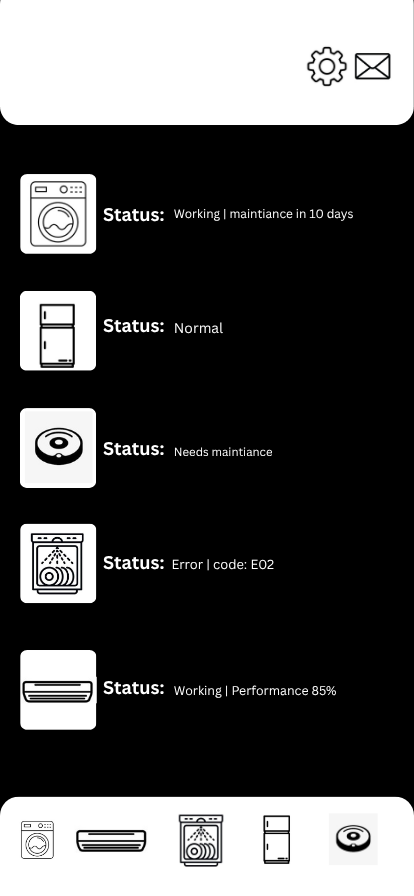 Status: Working | maintiance in 10 days
Status: Normal
Status: Needs maintiance
Status: Error | code: E02
Status: Working | Performance 85%